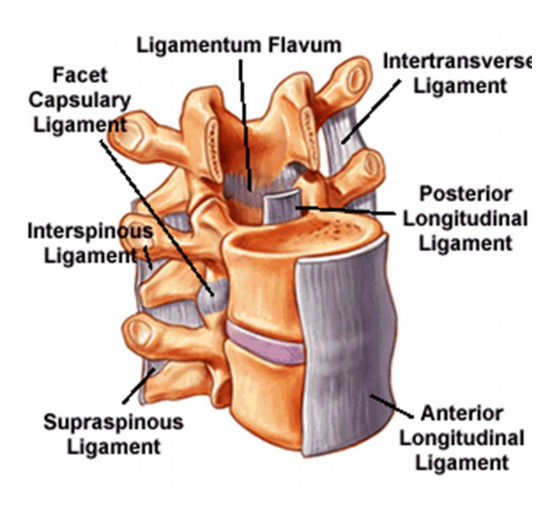 Ligamentum Flavum
Facet
Capsulary
Ligament
Intertransverse
Ligament
Posterior
Longitudinal
Ligament
Interspinous
Ligament
Supraspinous
Ligament
Anterior
Longitudinal
Ligament